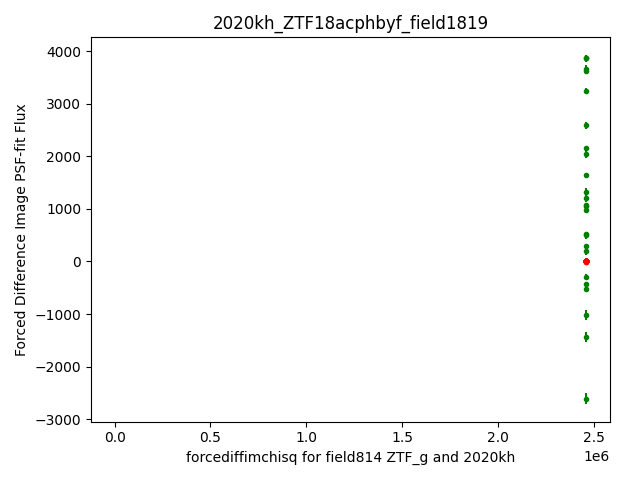 2020kh_ZTF18acphbyf_field1819
Forced Difference Image PSF-fit Flux
4000
3000
2000
1000
0
−1000
−2000
−3000
0.0 0.5 1.0 1.5 2.0 2.5
1e6
forcediffimchisq for field814 ZTF_g and 2020kh